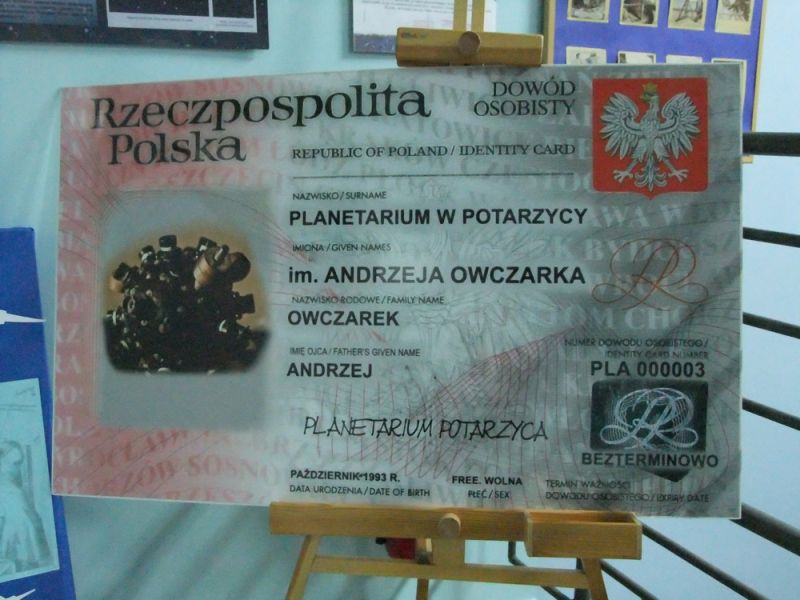 Rzeczpospolita
Polska
DOWÓD
OSOBISTY
REPUBLIC OF POLAND / IDENTITY CARD
NAZWISKO / SURNAME
PLANETARIUM W POTARZYCY
IMIONA / GIVEN NAMES
im. ANDRZEJA OWCZARKA
NAZWISKO RODOWE / FAMILY NAME
OWCZAREK
IMIĘ OJCA / FATHER'S GIVEN NAME
ANDRZEJ
NUMER DOWODU OSOBISTEGO /
IDENTITY CARD NUMBER
PLA 000003
PLANETARIUM POTARZYCA
BEZTERMINOWO
PAŹDZIERNIK 1993 R.
DATA URODZENIA / DATE OF BIRTH
FREE. WOLNA
PŁEĆ / SEX
TERMIN WAŻNOŚCI
DOWODU OSOBISTEGO / EXPIRY DATE